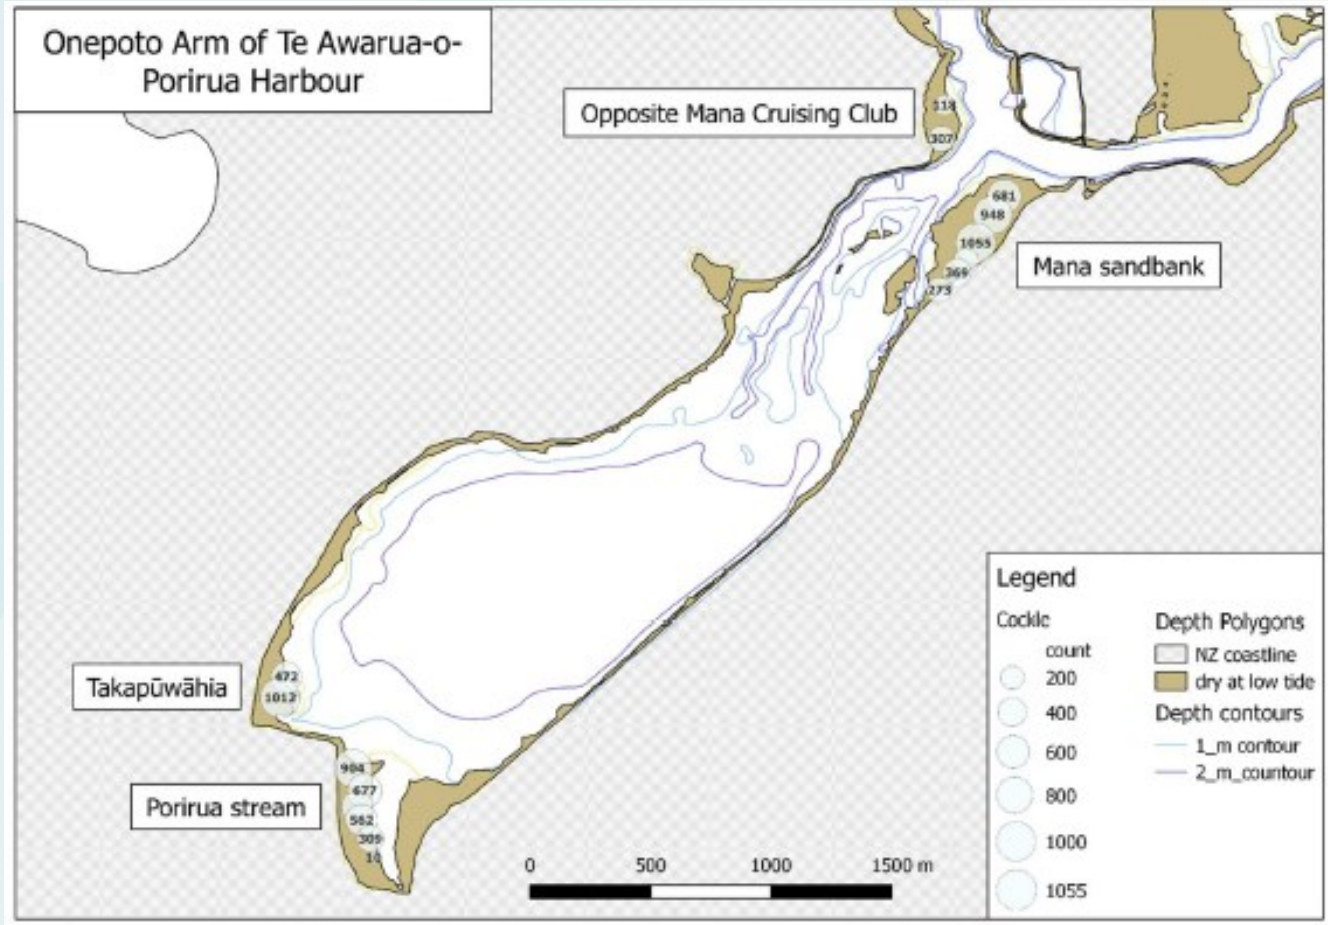 Onepoto Arm of Te Awarua-o-
Porirua Harbour
Opposite Mana Cruising Club
118
307
681
948
1055
369
273
Mana sandbank
Takapūwāhia
472
1012
904
677
562
309
10
Porirua stream
0 500 1000 1500 m
Legend
Cockle
count
200
400
600
800
1000
1055
Depth Polygons
NZ coastline
dry at low tide
Depth contours
1_m contour
2_m_countour